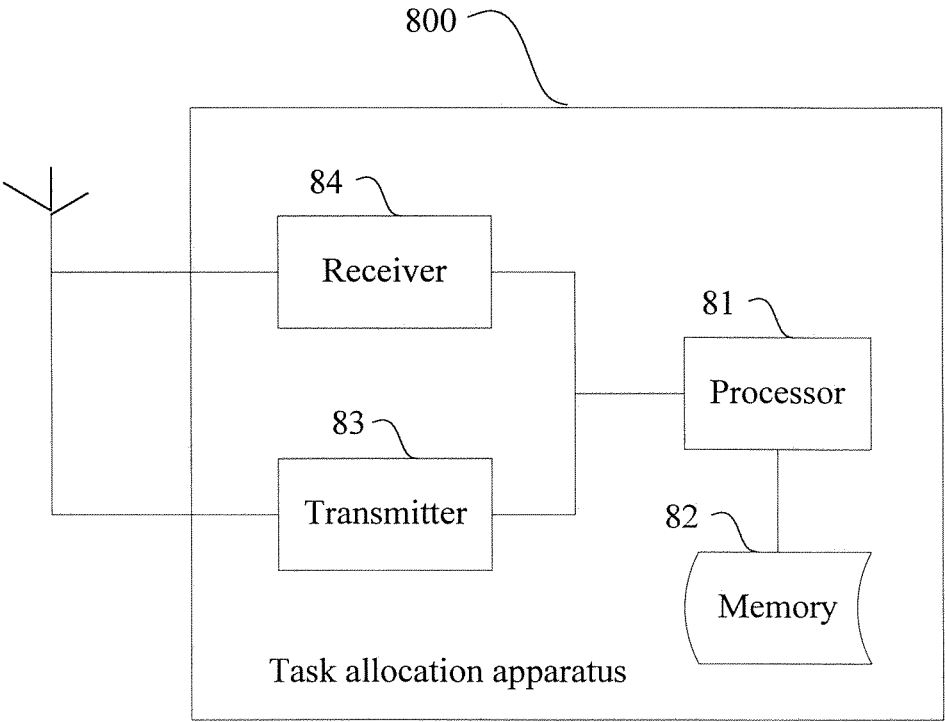 800
84
Receiver
81
Processor
83
Transmitter
82
Memory
Task allocation apparatus